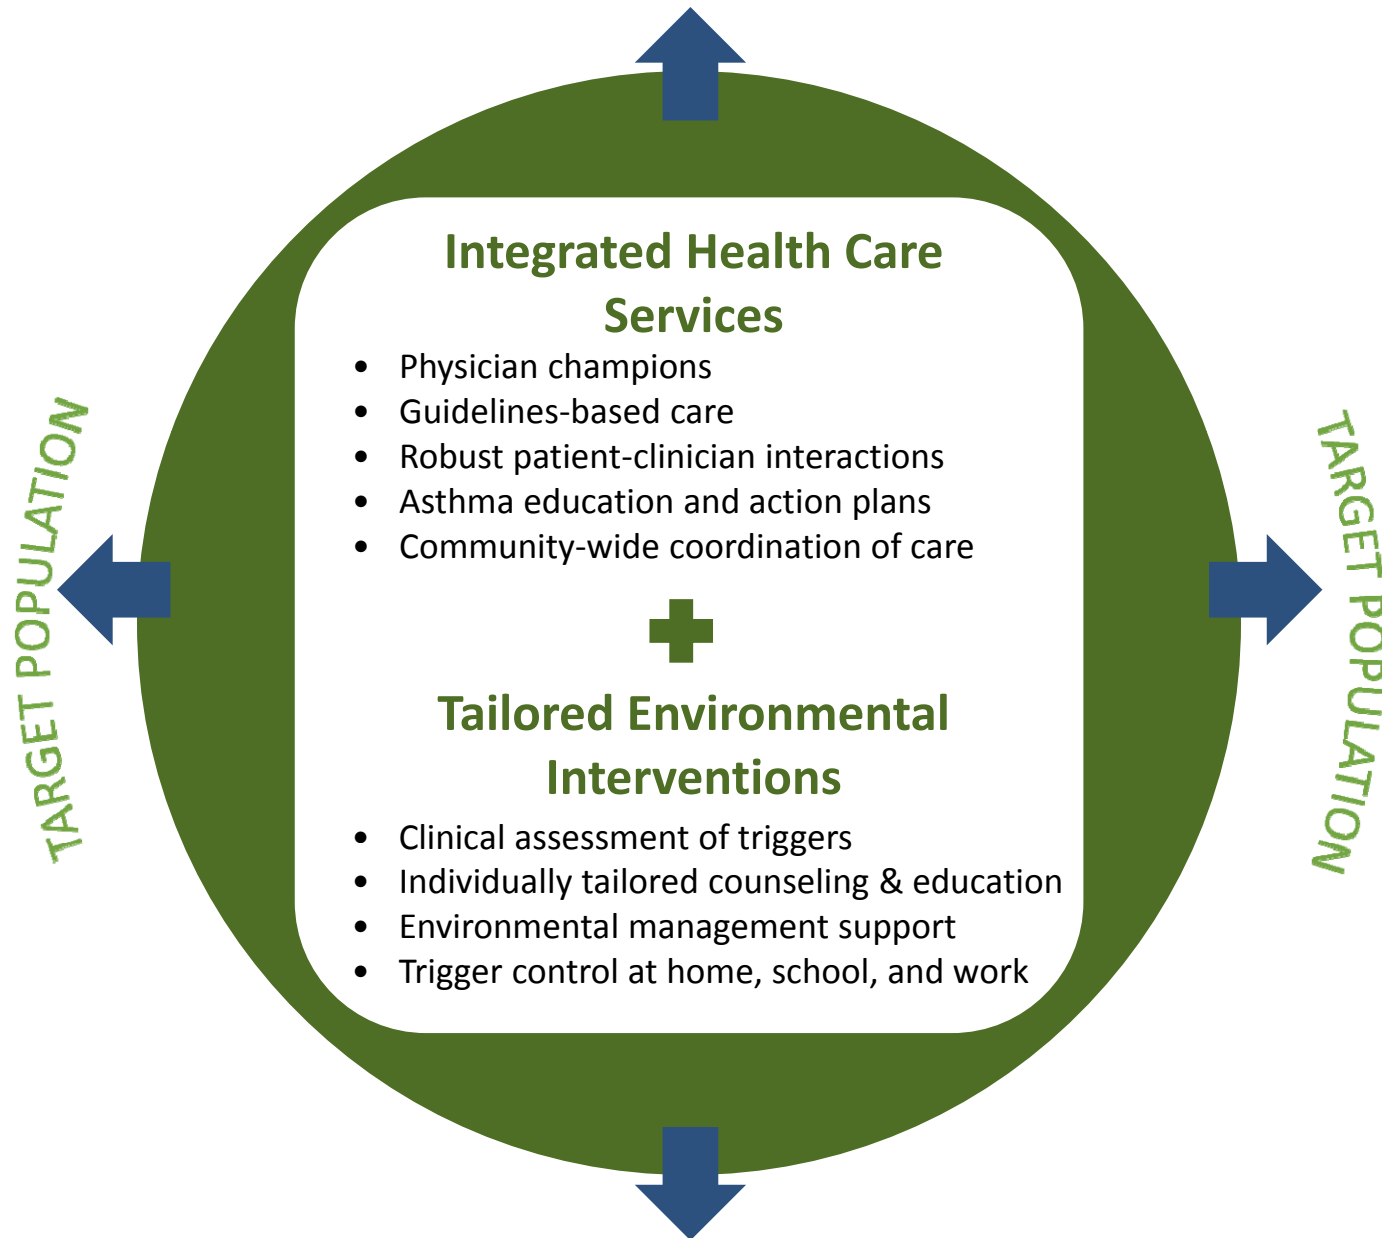 Integrated Health Care
Services
• Physician champions
• Guidelines-based care
• Robust patient-clinician interactions
• Asthma education and action plans
• Community-wide coordination of care
TARGET POPULATION
TARGET POPULATION
Tailored Environmental
Interventions
• Clinical assessment of triggers
• Individually tailored counseling & education
• Environmental management support
• Trigger control at home, school, and work